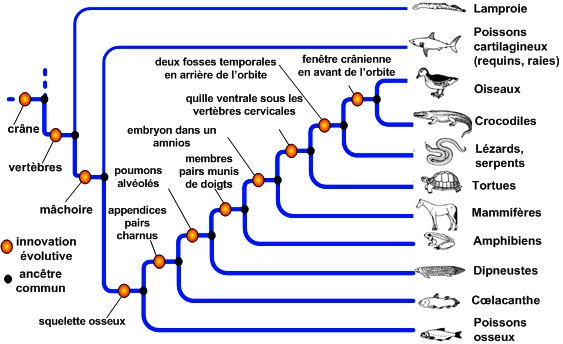 Lamproie
Poissons
cartilagineux
(requins, raies)
deux fosses temporales
en arrière de l'orbite
fenêtre crânienne
en avant de l'orbite
Oiseaux
quille ventrale sous les
vertèbres cervicales
Crocodiles
crâne
embryon dans un
amnios
Lézards,
serpents
vertèbres
membres
pairs munis
de doigts
poumons
alvéolés
Tortues
mâchoire
appendices
pairs
charnus
Mammifères
innovation
évolutive
Amphibiens
ancêtre
commun
Dipneustes
squelette osseux
Cœlacanthe
Poissons
osseux